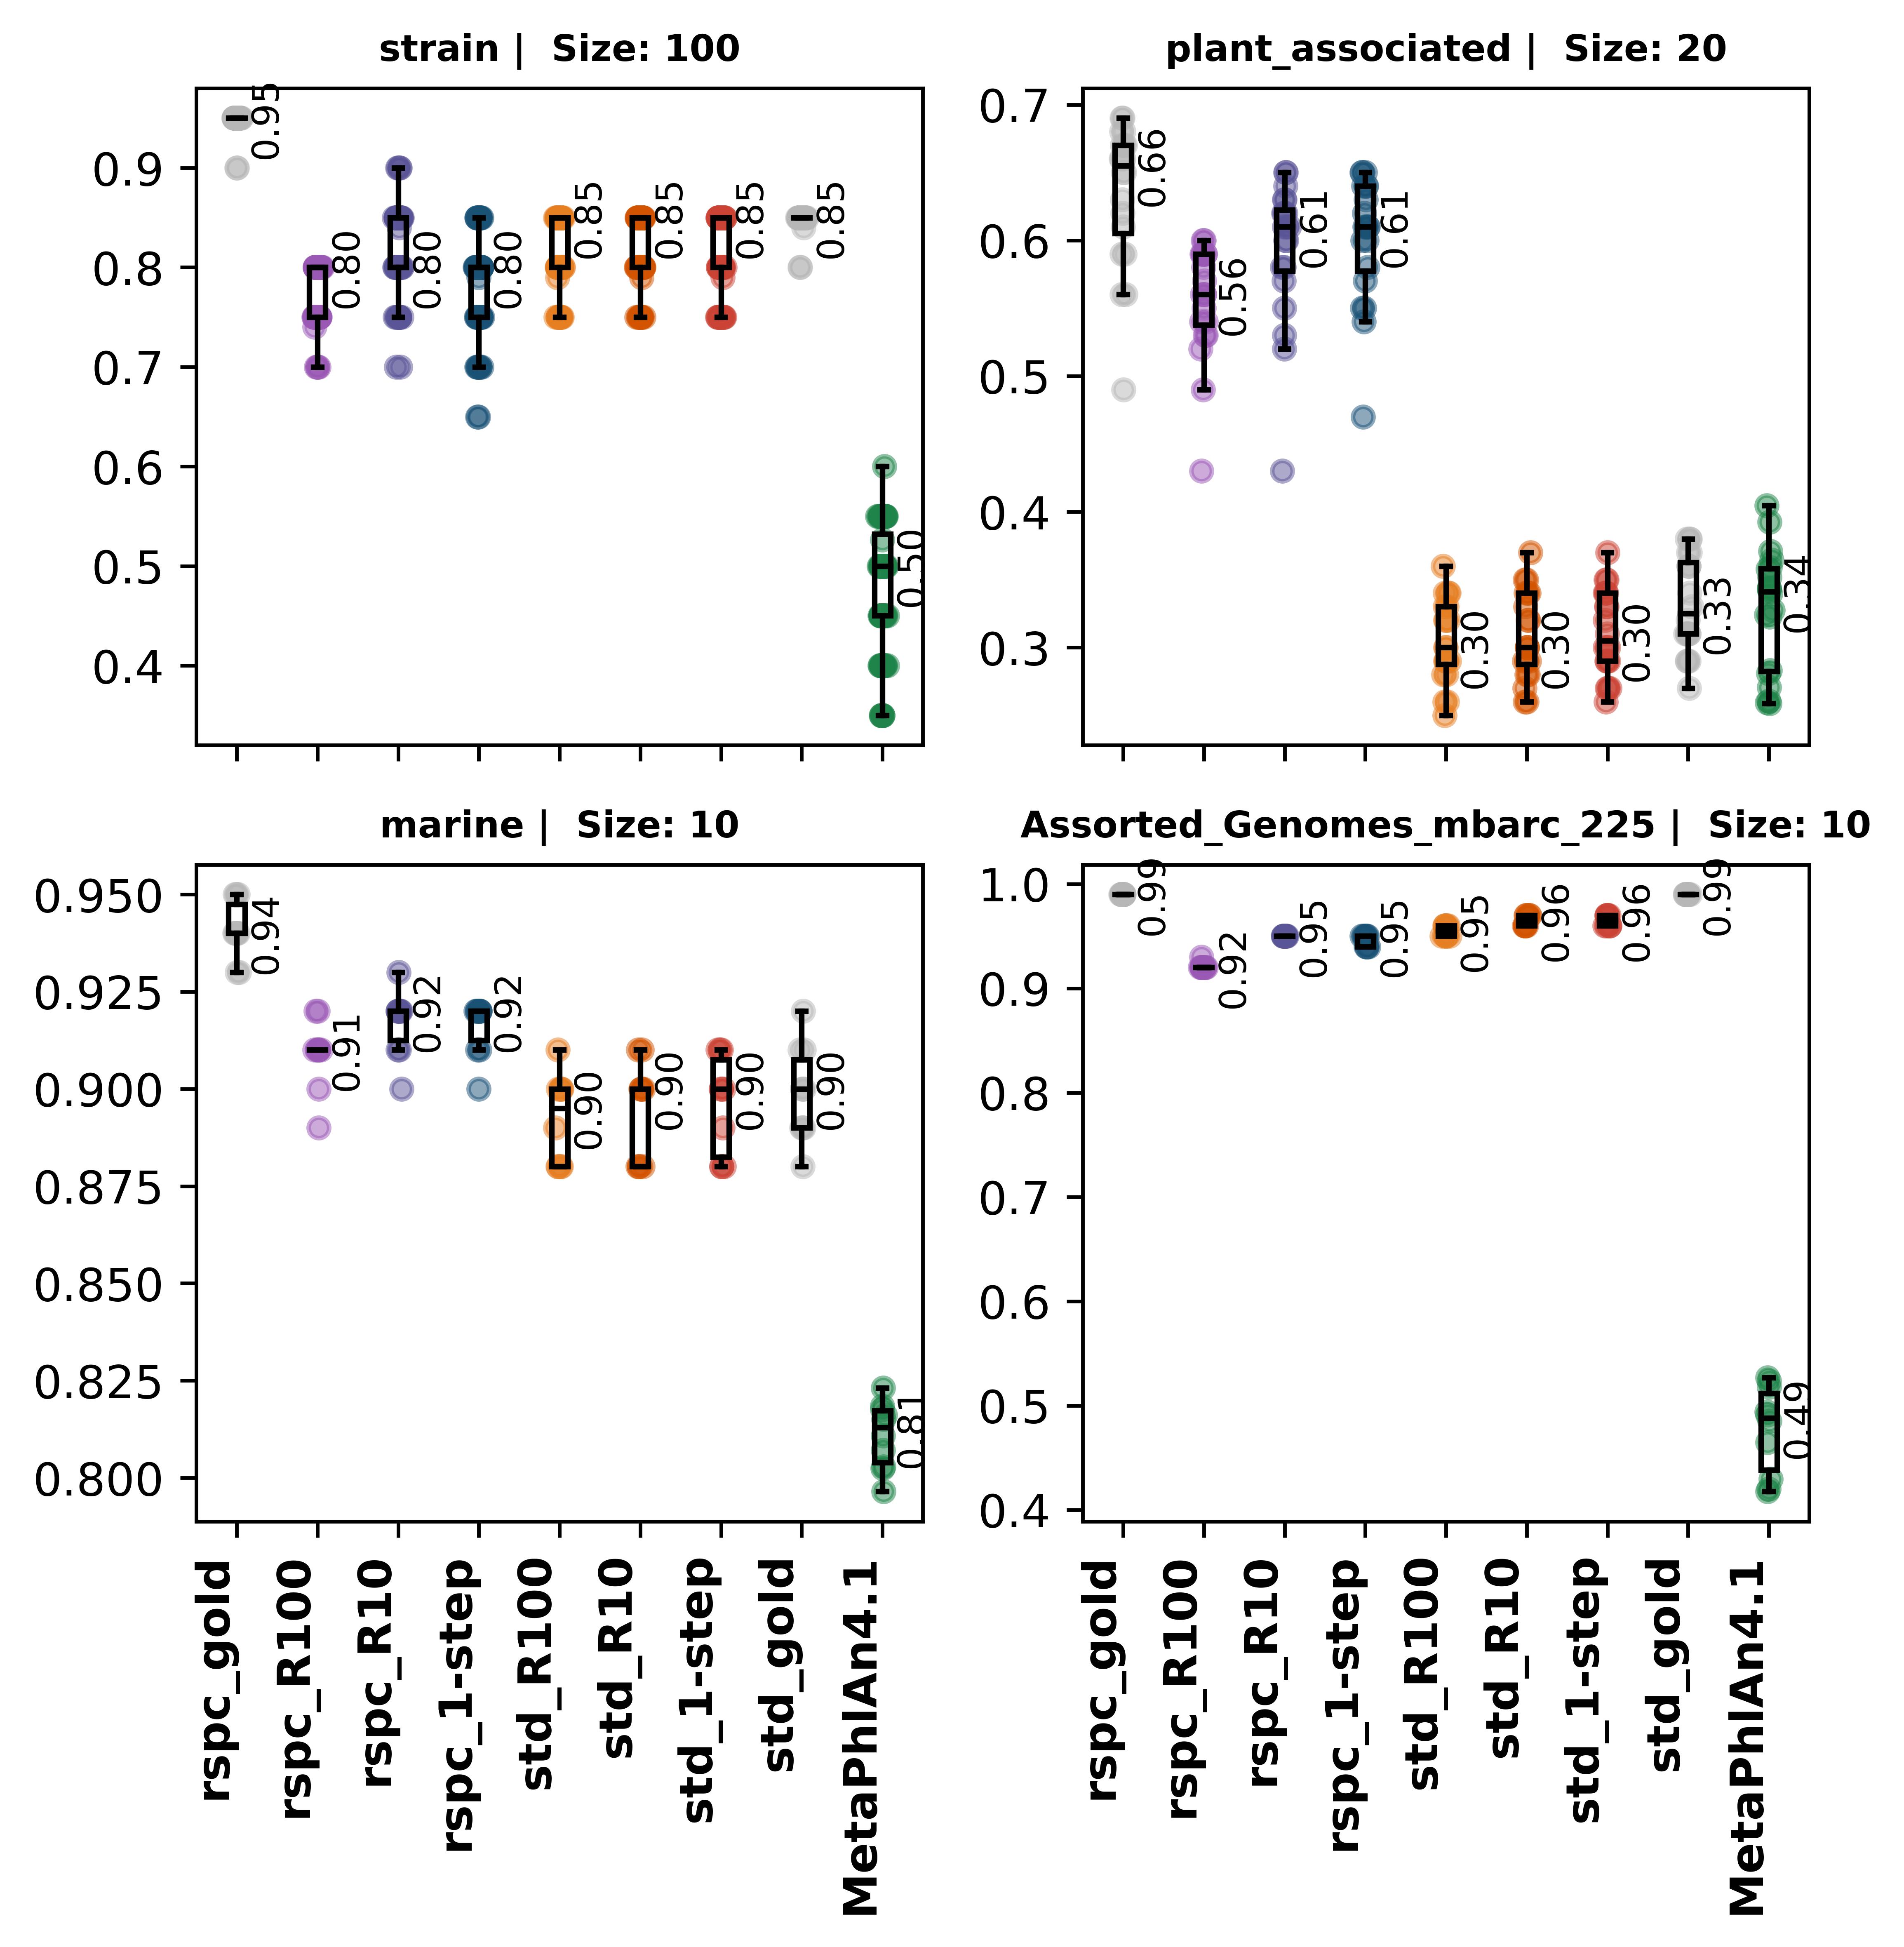 strain | Size: 100
0.9
0.8
0.7
0.6
0.5
0.4
0.95
0.80
0.80
0.80
0.85
0.85
0.85
0.85
0.50
plant_associated | Size: 20
0.7
0.6
0.5
0.4
0.3
0.66
0.56
0.61
0.61
0.30
0.30
0.30
0.33
0.34
marine | Size: 10
0.950
0.925
0.900
0.875
0.850
0.825
0.800
0.94
0.91
0.92
0.92
0.90
0.90
0.90
0.90
0.81
rspc_gold
rspc_R100
rspc_R10
rspc_1-step
std_R100
std_R10
std_1-step
std_gold
MetaPhlAn4.1
Assorted_Genomes_mbarc_225 | Size: 10
1.0
0.9
0.8
0.7
0.6
0.5
0.4
0.99
0.92
0.95
0.95
0.95
0.96
0.96
0.99
0.49
rspc_gold
rspc_R100
rspc_R10
rspc_1-step
std_R100
std_R10
std_1-step
std_gold
MetaPhlAn4.1